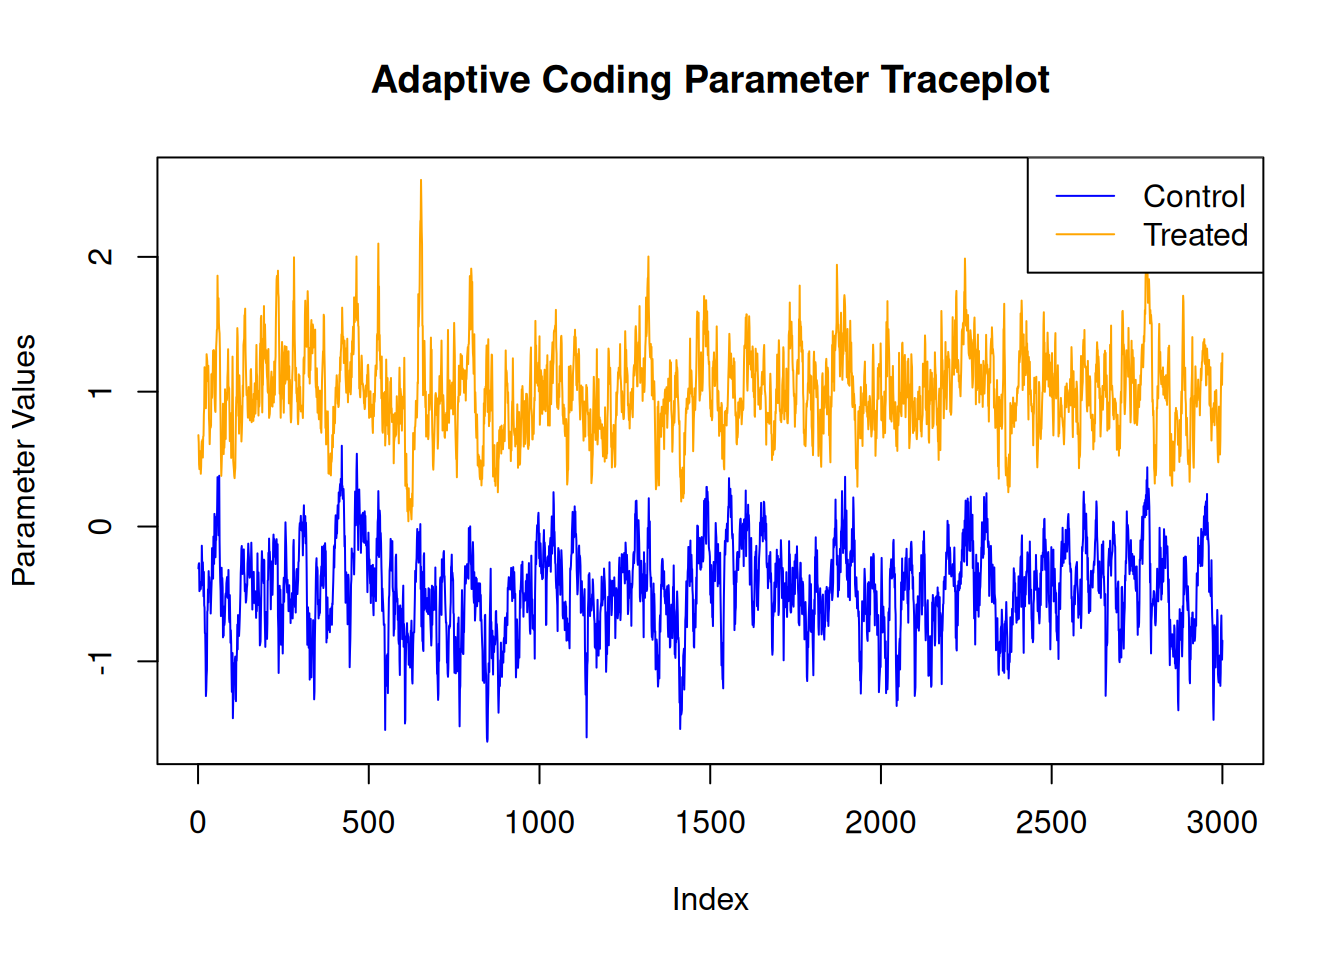 Adaptive Coding Parameter Traceplot
Control
Treated
Parameter Values
2
1
0
-1
0 500 1000 1500 2000 2500 3000
Index